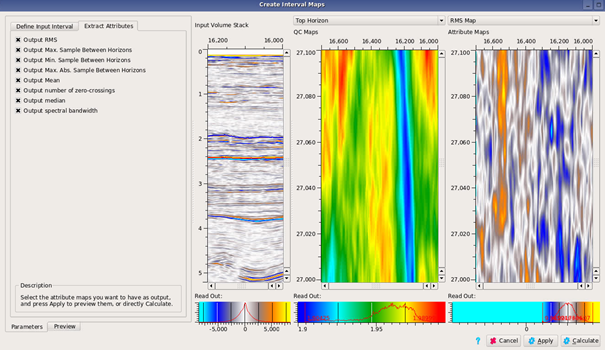 Create Interval Maps
Define Input Interval
Extract Attributes
Output RMS
Output Max. Sample Between Horizons
Output Min. Sample Between Horizons
Output Max. Abs. Sample Between Horizons
Output Mean
Output number of zero-crossings
Output median
Output spectral bandwidth
Description
Select the attribute maps you want to have as output,
and press Apply to preview them, or directly Calculate.
Parameters
Preview
Input Volume Stack
16,200 16,000
0
1
2
3
4
5
Read Out:
-5,000 0 5,000
Top Horizon
QC Maps
16,600 16,400 16,200 16,000
27,100
27,080
27,060
27,040
27,020
27,000
Read Out:
1.9 1.95
RMS Map
Attribute Maps
16,600 16,400 16,200 16,000
27,100
27,080
27,060
27,040
27,020
27,000
Read Out:
0
?
Cancel
Apply
Calculate